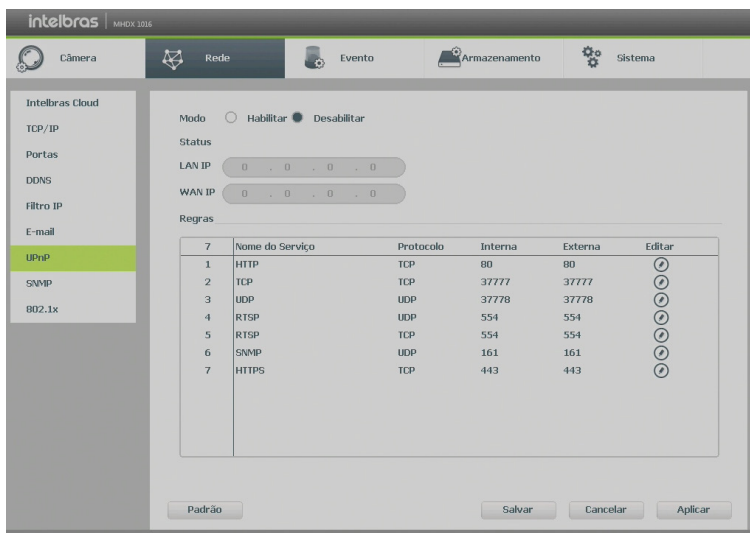 intelbras | MHDX 1016
Câmera Rede Evento Armazenamento Sistema
Intelbras Cloud
TCP/IP
Portas
DDNS
Filtro IP
E-mail
UPnP
SNMP
802.1x
Modo Habilitar Desabilitar
Status
LAN IP 0 . 0 . 0 . 0
WAN IP 0 . 0 . 0 . 0
Regras
7 Nome do Serviço Protocolo Interna Externa Editar
1 HTTP TCP 80 80
2 TCP TCP 37777 37777
3 UDP UDP 37778 37778
4 RTSP UDP 554 554
5 RTSP TCP 554 554
6 SNMP UDP 161 161
7 HTTPS TCP 443 443
Padrão Salvar Cancelar Aplicar